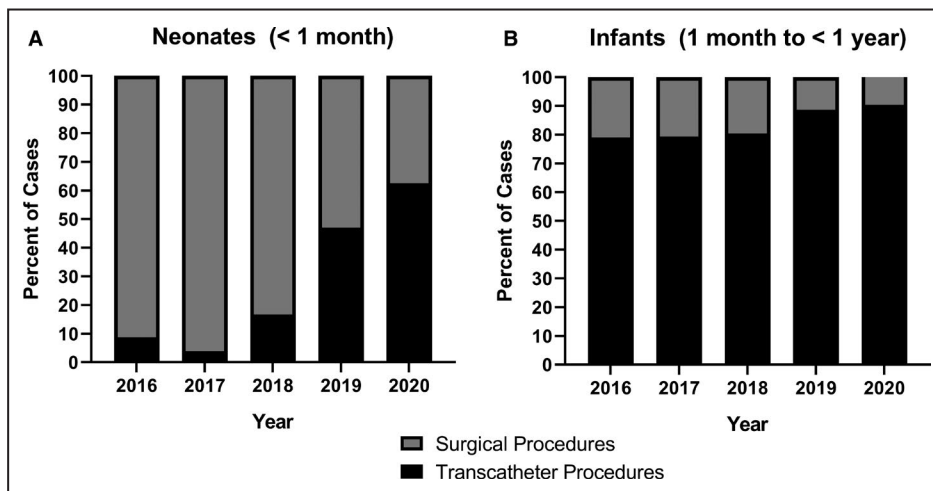 A Neonates (< 1 month)
Percent of Cases
100
90
80
70
60
50
40
30
20
10
0
2016 2017 2018 2019 2020
Year
B Infants (1 month to < 1 year)
Percent of Cases
100
90
80
70
60
50
40
30
20
10
0
2016 2017 2018 2019 2020
Year
Surgical Procedures
Transcatheter Procedures